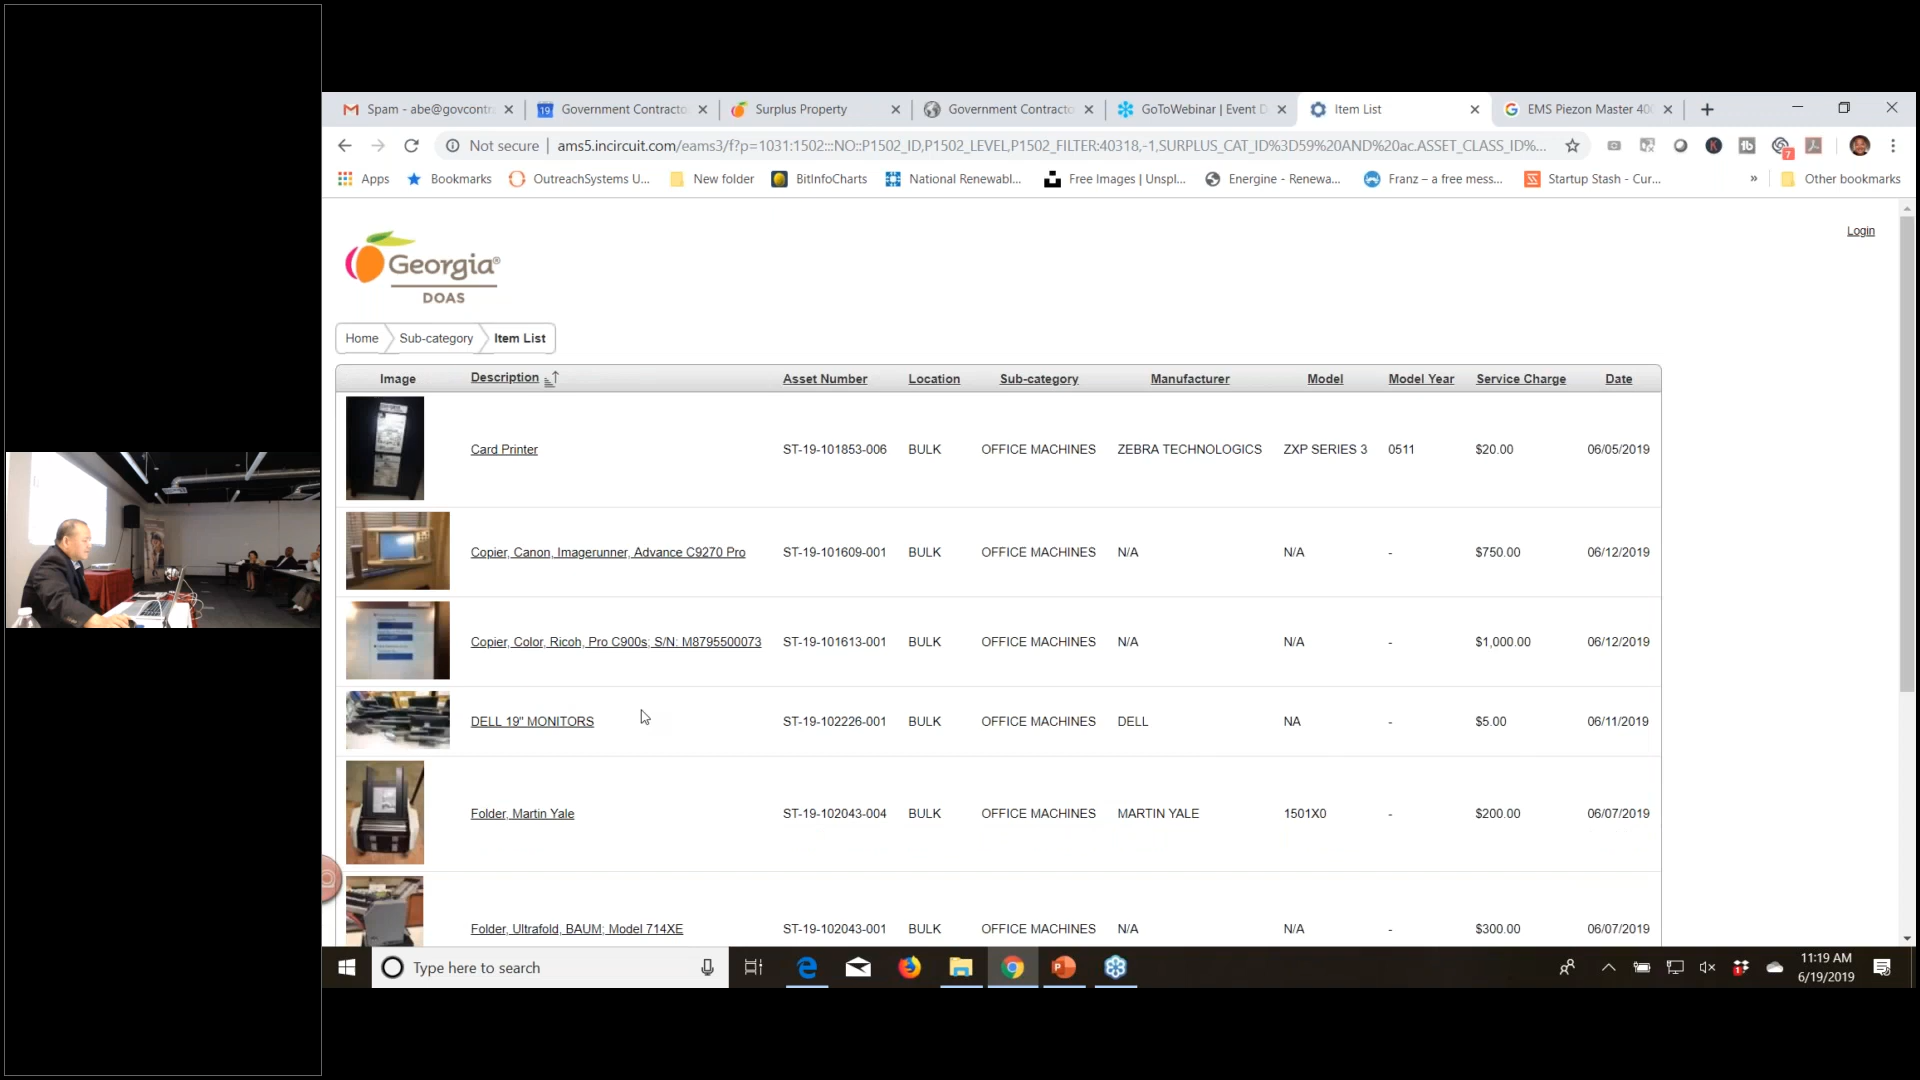 Spam - abe@govcontr
Government Contracto
Surplus Property
Government Contracto
GoToWebinar | Event D
Item List
EMS Piezon Master 400
Not secure | ams5.incircuit.com/eams3/f?p=1031:1502:::NO::P1502_ID,P1502_LEVEL,P1502_FILTER:40318,-1,SURPLUS_CAT_ID%3D59%20AND%20ac.ASSET_CLASS_ID%...
Apps Bookmarks OutreachSystems U... New folder BitInfoCharts National Renewabl... Free Images | Unspl... Energine - Renewa... Franz – a free mess... Startup Stash - Cur... » Other bookmarks
Login
Georgia®
DOAS
Home Sub-category Item List
Image Description Asset Number Location Sub-category Manufacturer Model Model Year Service Charge Date
Card Printer ST-19-101853-006 BULK OFFICE MACHINES ZEBRA TECHNOLOGICS ZXP SERIES 3 0511 $20.00 06/05/2019
Copier, Canon, Imagerunner, Advance C9270 Pro ST-19-101609-001 BULK OFFICE MACHINES N/A N/A - $750.00 06/12/2019
Copier, Color, Ricoh, Pro C900s; S/N: M8795500073 ST-19-101613-001 BULK OFFICE MACHINES N/A N/A - $1,000.00 06/12/2019
DELL 19" MONITORS ST-19-102226-001 BULK OFFICE MACHINES DELL NA - $5.00 06/11/2019
Folder, Martin Yale ST-19-102043-004 BULK OFFICE MACHINES MARTIN YALE 1501X0 - $200.00 06/07/2019
Folder, Ultrafold, BAUM; Model 714XE ST-19-102043-001 BULK OFFICE MACHINES N/A N/A - $300.00 06/07/2019
Type here to search
11:19 AM
6/19/2019